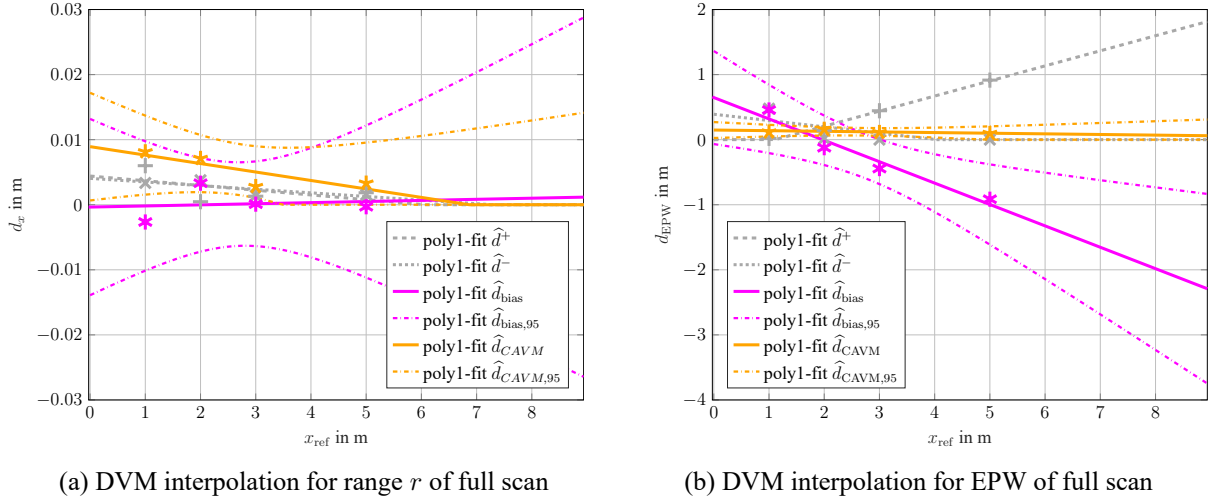 0.03
0.02
0.01
0
−0.01
−0.02
−0.03
d_x in m
0 1 2 3 4 5 6 7 8
x_ref in m
poly1-fit d̂⁺
poly1-fit d̂⁻
poly1-fit d̂_bias
poly1-fit d̂_bias,95
poly1-fit d̂_CAVM
poly1-fit d̂_CAVM,95
(a) DVM interpolation for range r of full scan
2
1
0
−1
−2
−3
−4
d_EPW in m
0 1 2 3 4 5 6 7 8
x_ref in m
poly1-fit d̂⁺
poly1-fit d̂⁻
poly1-fit d̂_bias
poly1-fit d̂_bias,95
poly1-fit d̂_CAVM
poly1-fit d̂_CAVM,95
(b) DVM interpolation for EPW of full scan